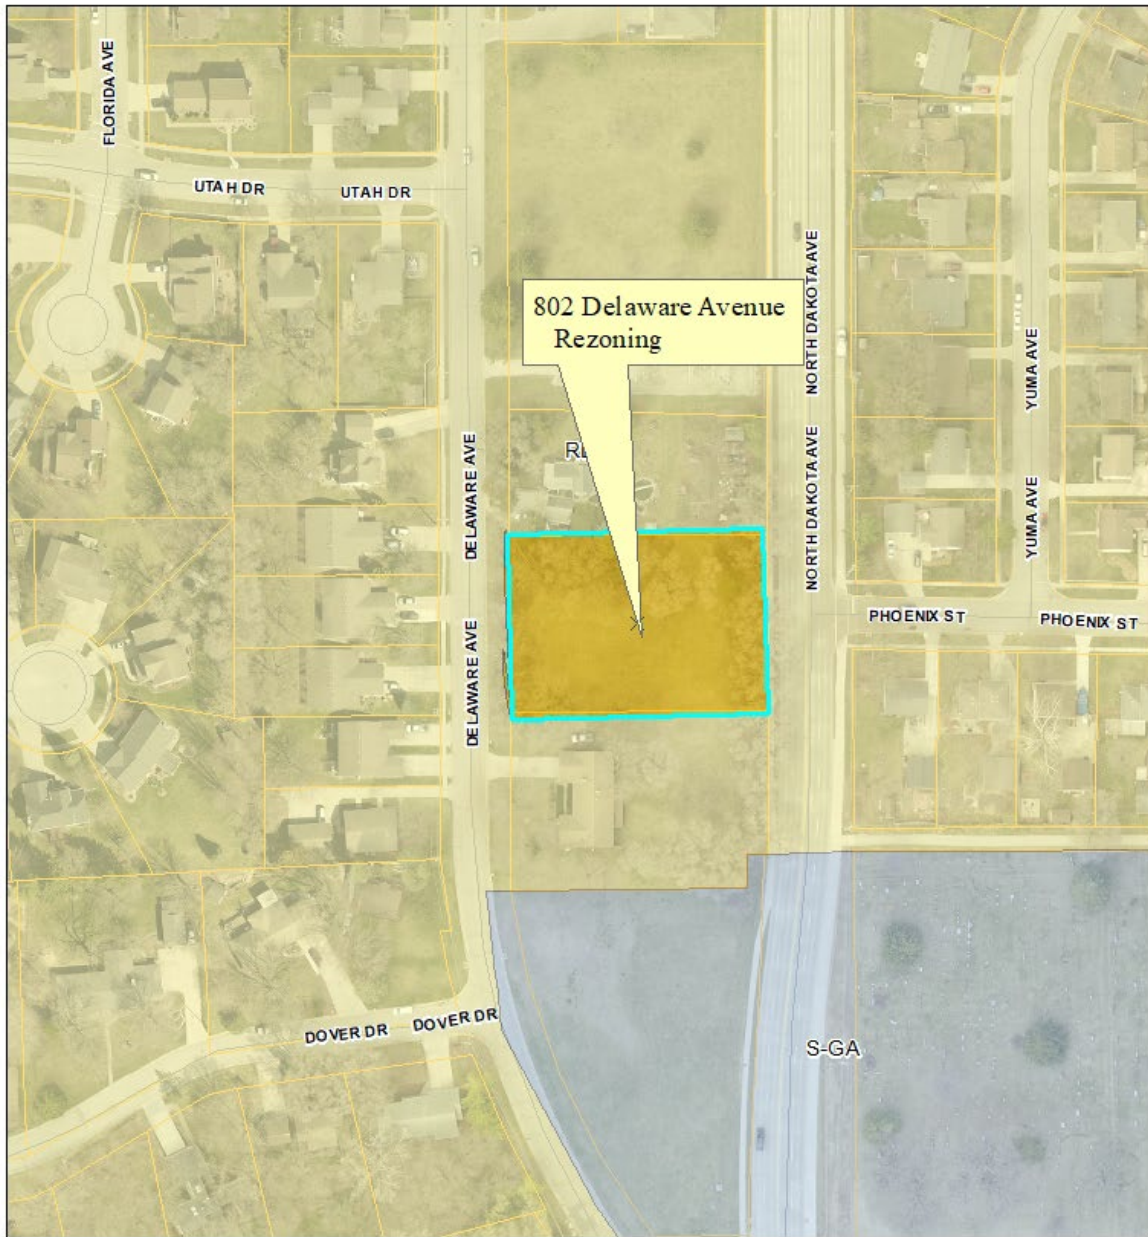 FLORIDA AVE
UTAH DR
UTAH DR
802 Delaware Avenue
Rezoning
NORTH DAKOTA AVE
NORTH DAKOTA AVE
YUMA AVE
YUMA AVE
DELAWARE AVE
DELAWARE AVE
PHOENIX ST
PHOENIX ST
DOVER DR
DOVER DR
S-GA